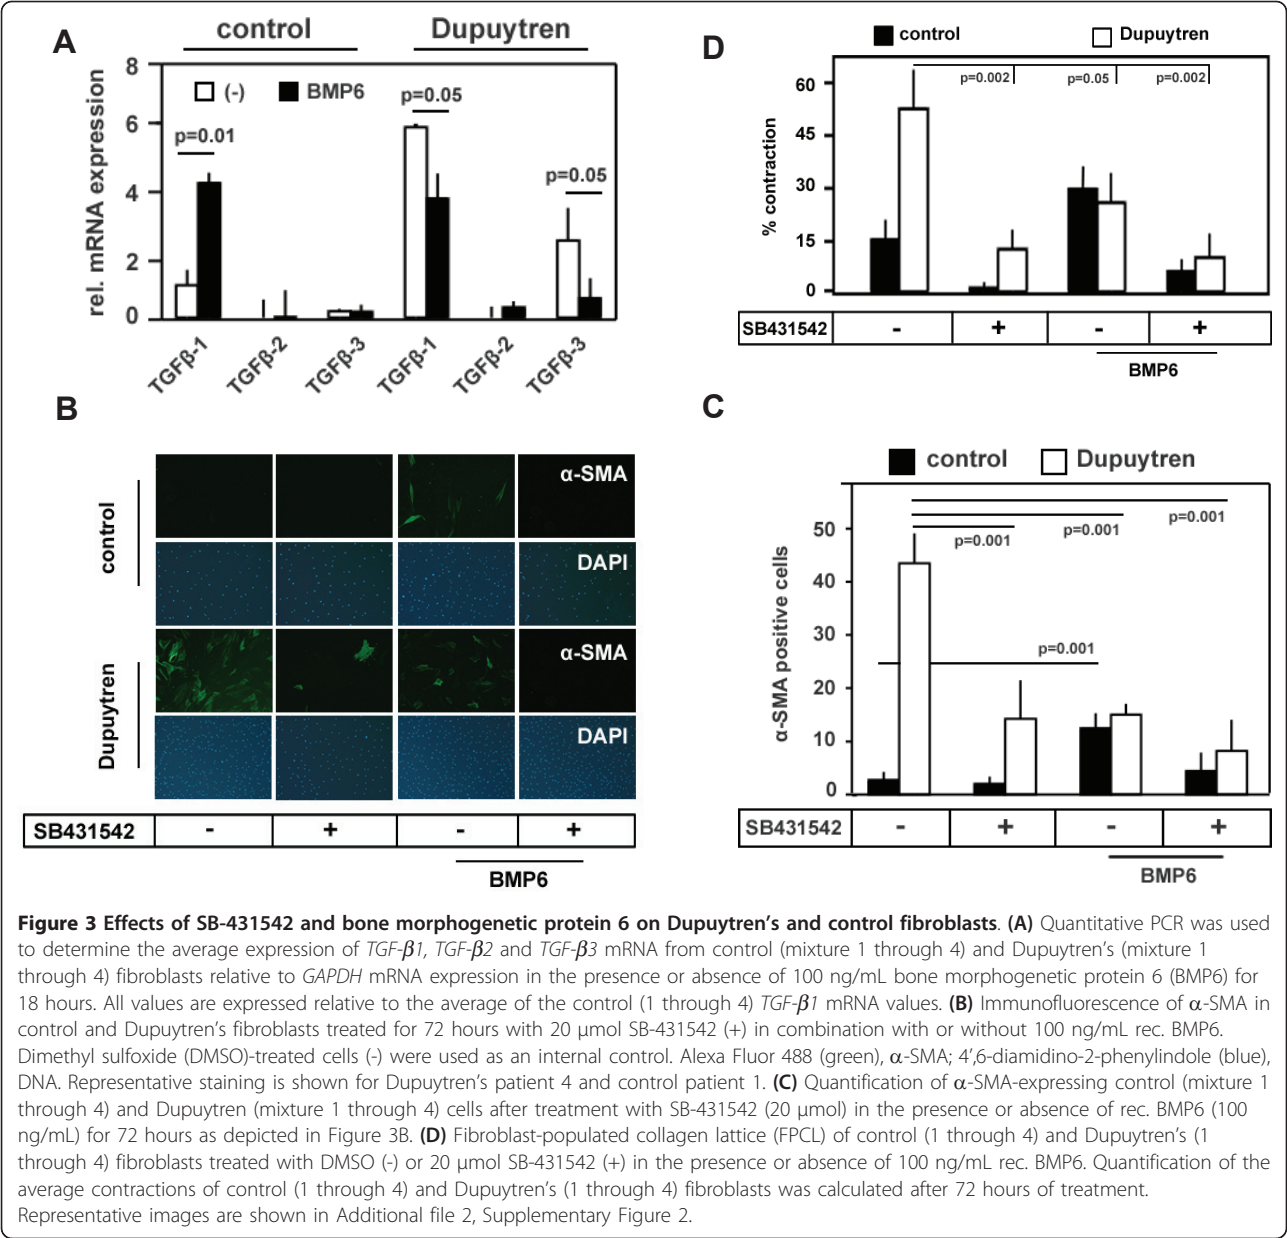 A
control Dupuytren
(-) BMP6
p=0.01
p=0.05
p=0.05
rel. mRNA expression
8
6
4
2
0
TGFβ-1 TGFβ-2 TGFβ-3 TGFβ-1 TGFβ-2 TGFβ-3
D
control Dupuytren
p=0.002 p=0.05 p=0.002
% contraction
60
45
30
15
0
SB431542 - + - +
BMP6
B
control
Dupuytren
α-SMA
DAPI
α-SMA
DAPI
SB431542 - + - +
BMP6
C
control Dupuytren
p=0.001
p=0.001
p=0.001
p=0.001
α-SMA positive cells
50
40
30
20
10
0
SB431542 - + - +
BMP6
Figure 3 Effects of SB-431542 and bone morphogenetic protein 6 on Dupuytren's and control fibroblasts. (A) Quantitative PCR was used
to determine the average expression of TGF-β1, TGF-β2 and TGF-β3 mRNA from control (mixture 1 through 4) and Dupuytren's (mixture 1
through 4) fibroblasts relative to GAPDH mRNA expression in the presence or absence of 100 ng/mL bone morphogenetic protein 6 (BMP6) for
18 hours. All values are expressed relative to the average of the control (1 through 4) TGF-β1 mRNA values. (B) Immunofluorescence of α-SMA in
control and Dupuytren's fibroblasts treated for 72 hours with 20 μmol SB-431542 (+) in combination with or without 100 ng/mL rec. BMP6.
Dimethyl sulfoxide (DMSO)-treated cells (-) were used as an internal control. Alexa Fluor 488 (green), α-SMA; 4',6-diamidino-2-phenylindole (blue),
DNA. Representative staining is shown for Dupuytren's patient 4 and control patient 1. (C) Quantification of α-SMA-expressing control (mixture 1
through 4) and Dupuytren (mixture 1 through 4) cells after treatment with SB-431542 (20 μmol) in the presence or absence of rec. BMP6 (100
ng/mL) for 72 hours as depicted in Figure 3B. (D) Fibroblast-populated collagen lattice (FPCL) of control (1 through 4) and Dupuytren's (1
through 4) fibroblasts treated with DMSO (-) or 20 μmol SB-431542 (+) in the presence or absence of 100 ng/mL rec. BMP6. Quantification of the
average contractions of control (1 through 4) and Dupuytren's (1 through 4) fibroblasts was calculated after 72 hours of treatment.
Representative images are shown in Additional file 2, Supplementary Figure 2.